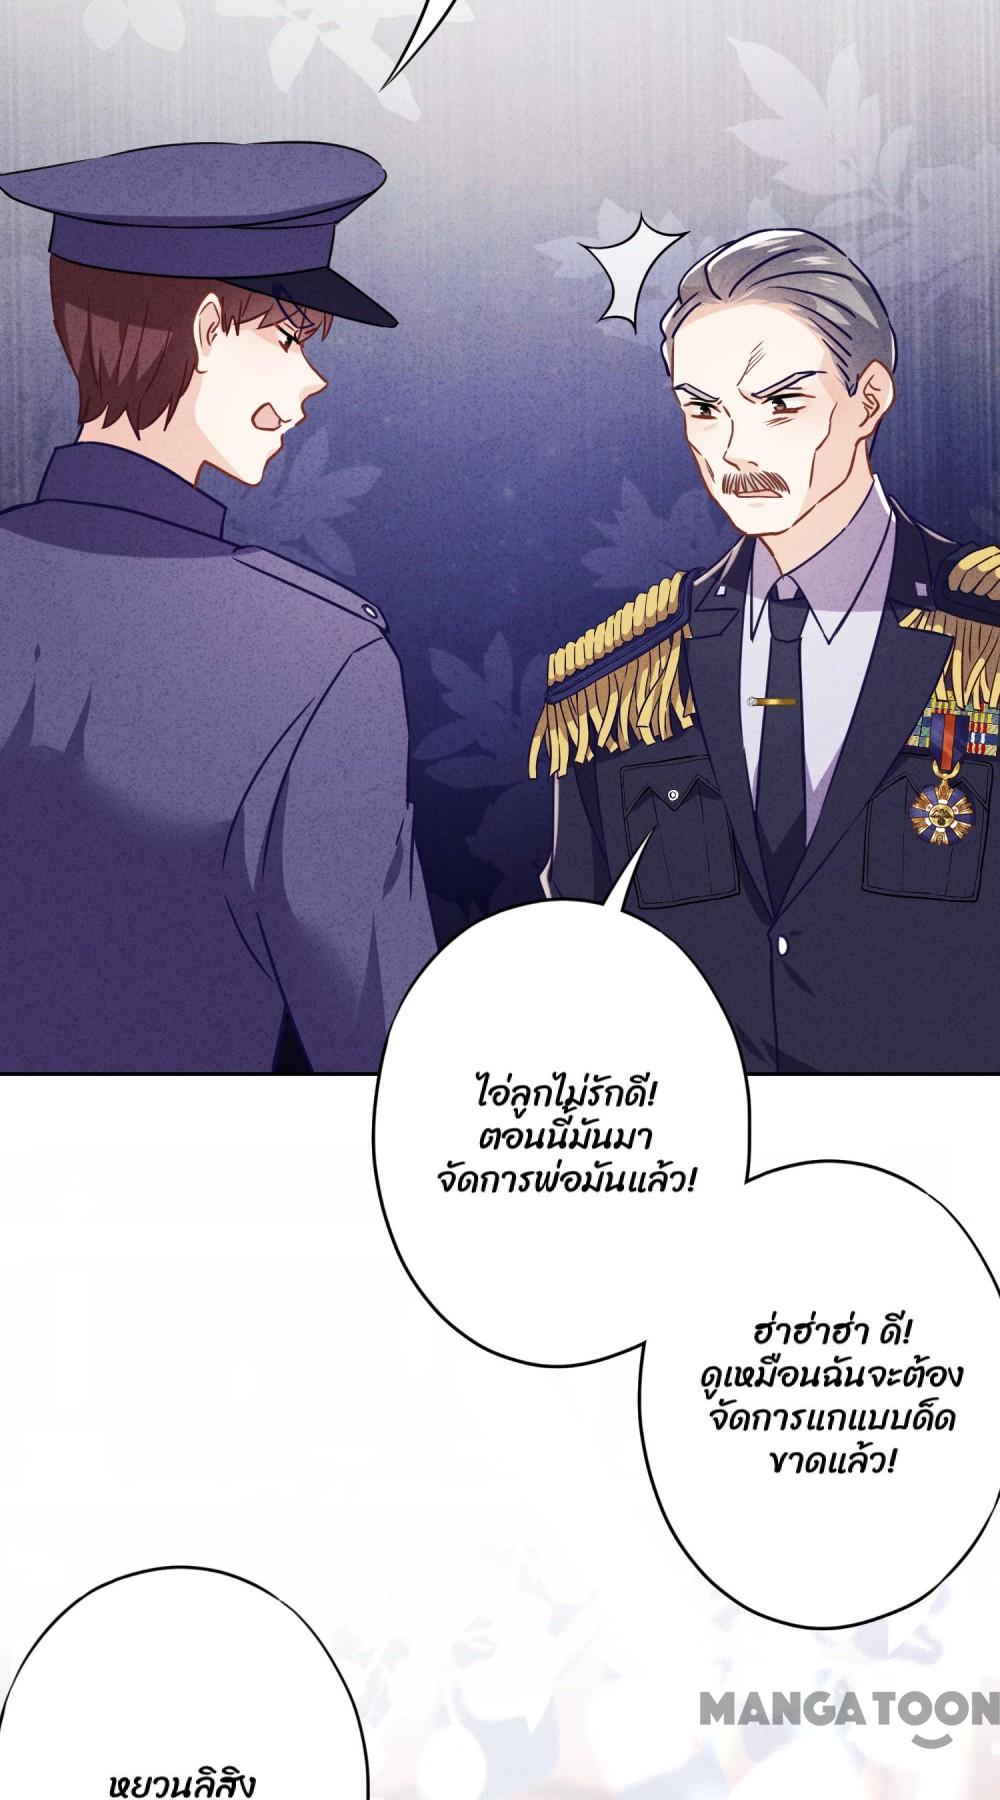 ไอ่ลูกไม่รักดี!
ตอนนี้มันมา
จัดการพ่อมันแล้ว!
ฮ่าฮ่าฮ่า ดี!
ดูเหมือนฉันจะต้อง
จัดการแกแบบด็ด
ขาดแล้ว!
MANGATOON
หยวนลิสิง